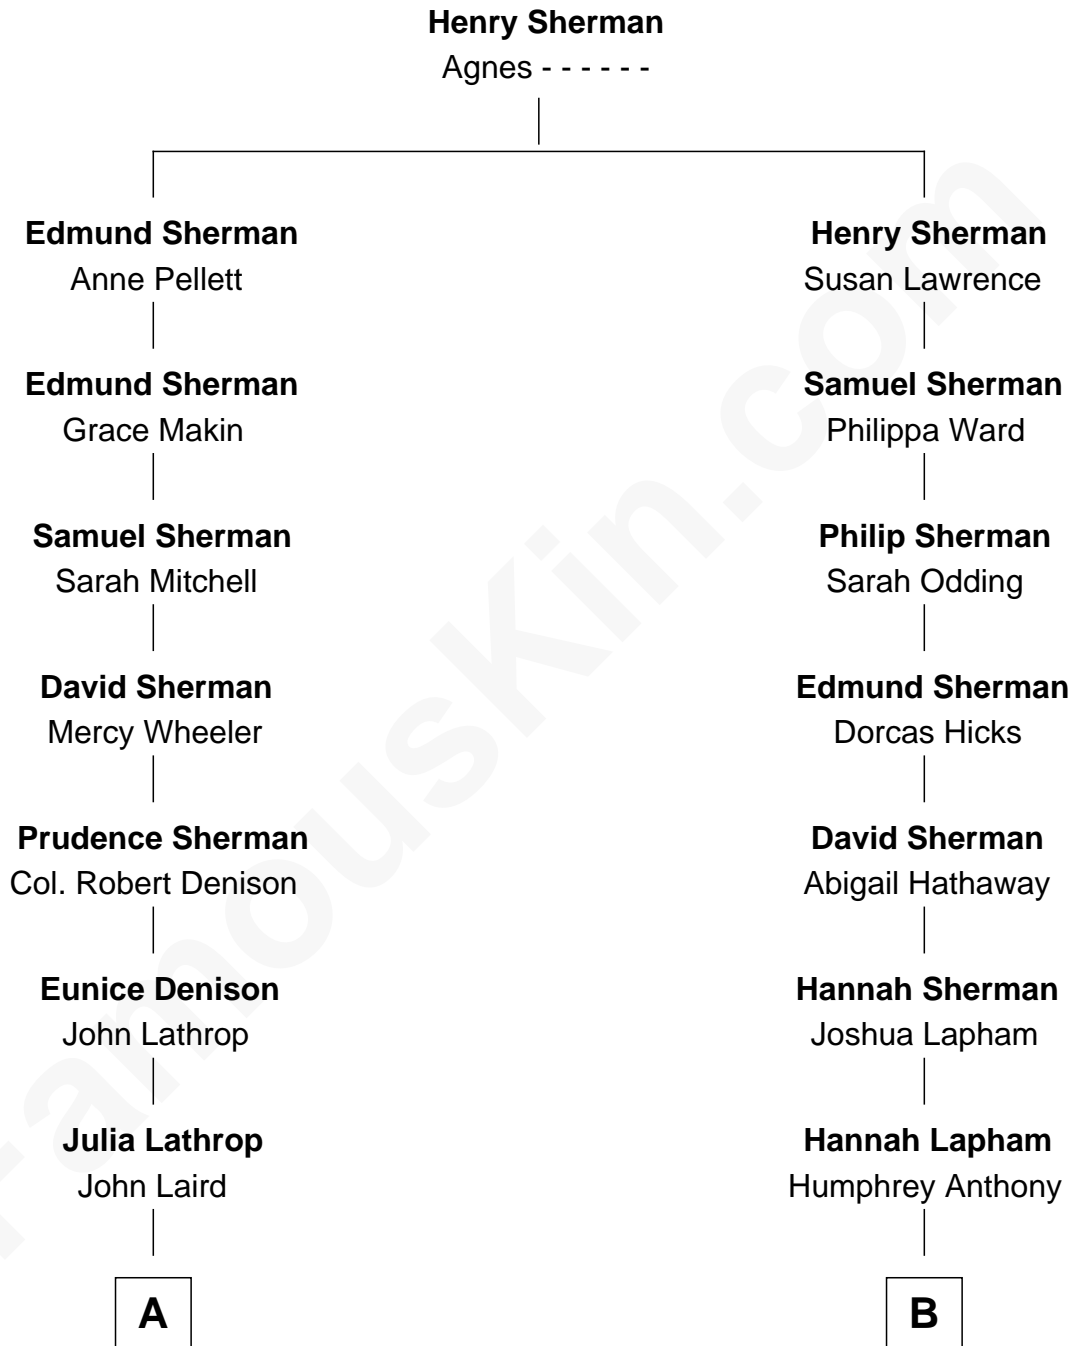 Henry Sherman
Agnes - - - - - -
Edmund Sherman
Anne Pellett
Henry Sherman
Susan Lawrence
Edmund Sherman
Grace Makin
Samuel Sherman
Philippa Ward
Samuel Sherman
Sarah Mitchell
Philip Sherman
Sarah Odding
David Sherman
Mercy Wheeler
Edmund Sherman
Dorcas Hicks
Prudence Sherman
Col. Robert Denison
David Sherman
Abigail Hathaway
Eunice Denison
John Lathrop
Hannah Sherman
Joshua Lapham
Julia Lathrop
John Laird
Hannah Lapham
Humphrey Anthony
A
B
FamousKin.com